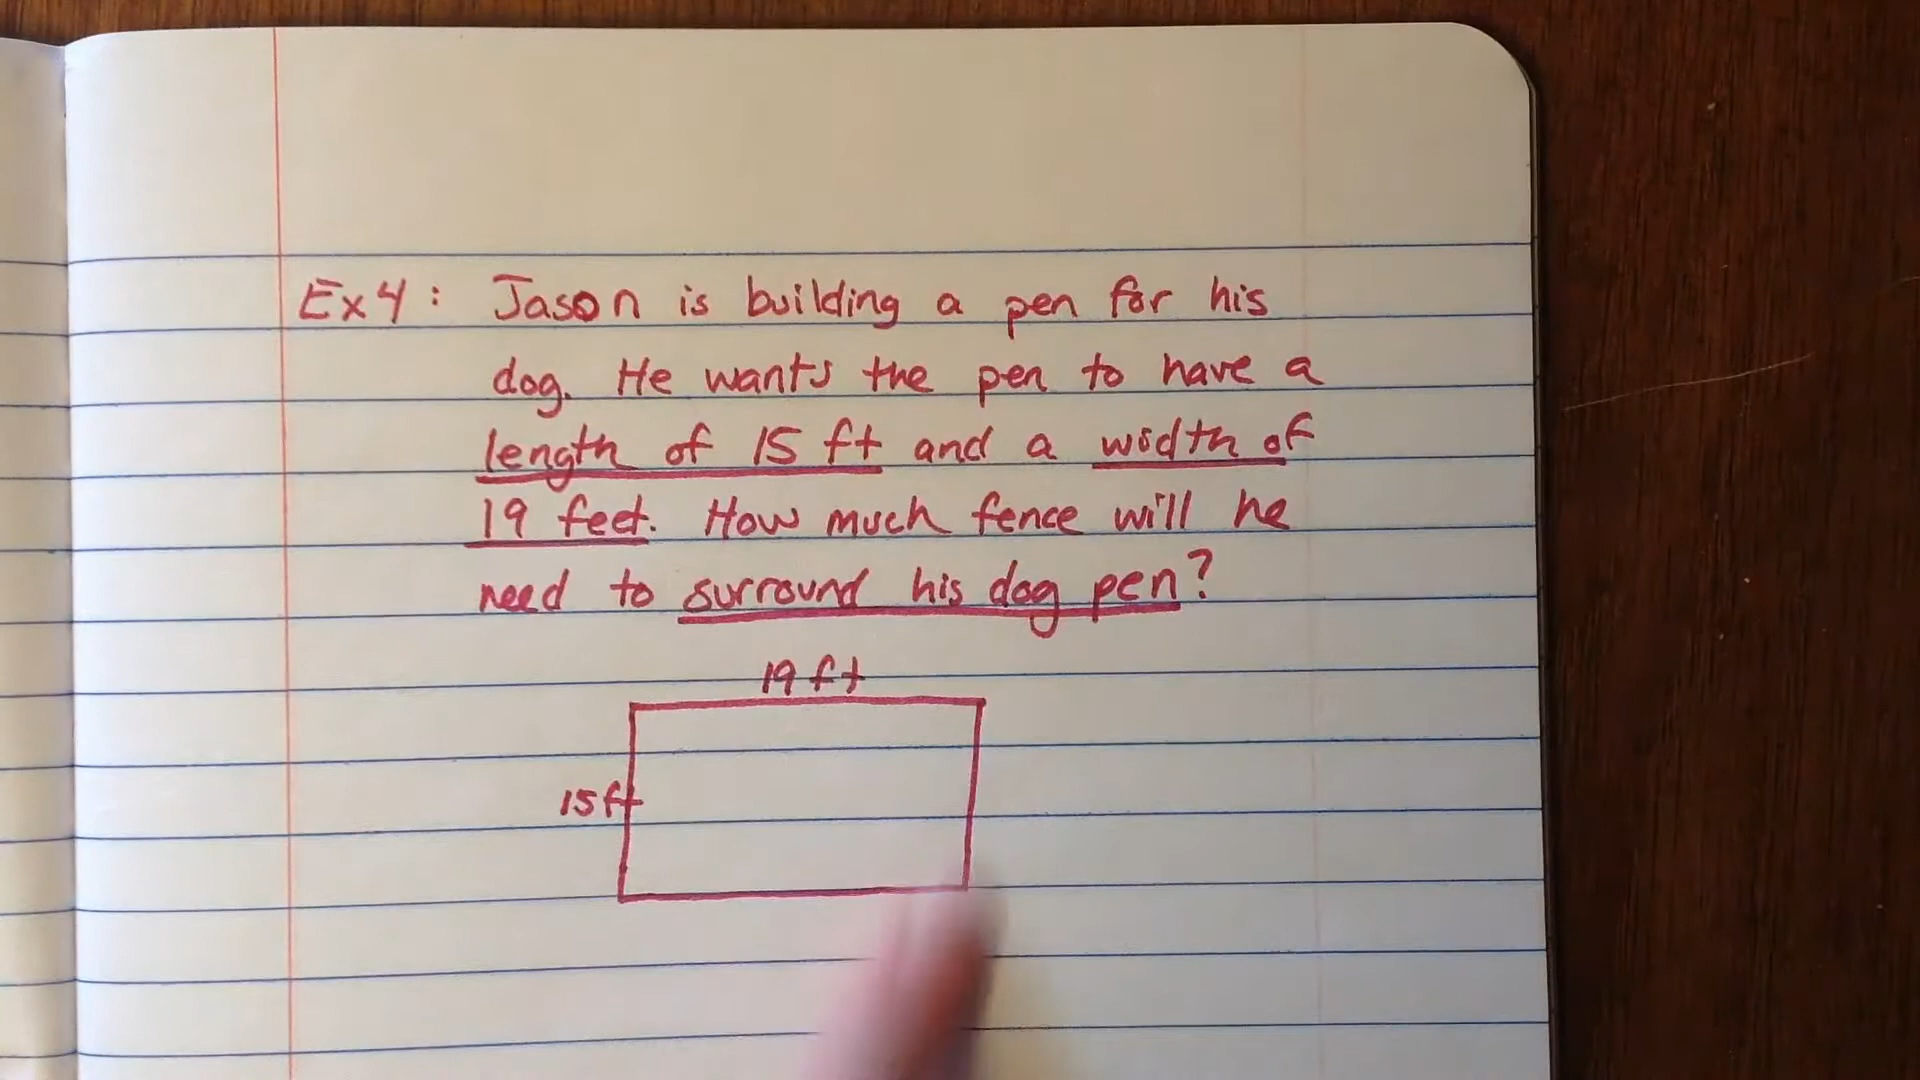 Ex 4: Jason is building a pen for his
dog. He wants the pen to have a
length of 15 ft and a width of
19 feet. How much fence will he
need to surround his dog pen?
19 ft
15 ft